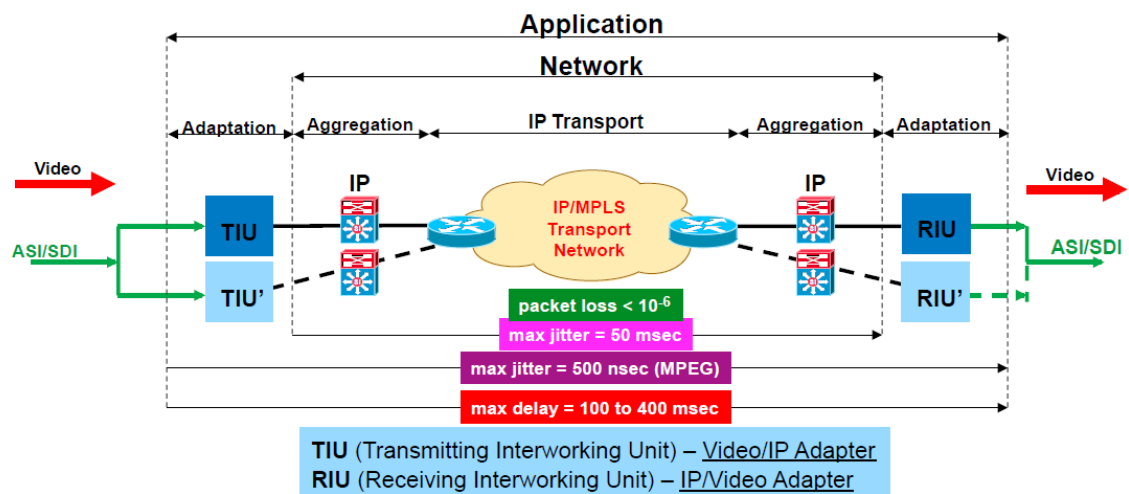 Application
Network
Adaptation
Aggregation
IP Transport
Aggregation
Adaptation
Video
IP
IP
Video
IP/MPLS
Transport
Network
TIU
RIU
ASI/SDI
ASI/SDI
TIU’
RIU’
packet loss < 10⁻⁶
max jitter = 50 msec
max jitter = 500 nsec (MPEG)
max delay = 100 to 400 msec
TIU (Transmitting Interworking Unit) – Video/IP Adapter
RIU (Receiving Interworking Unit) – IP/Video Adapter